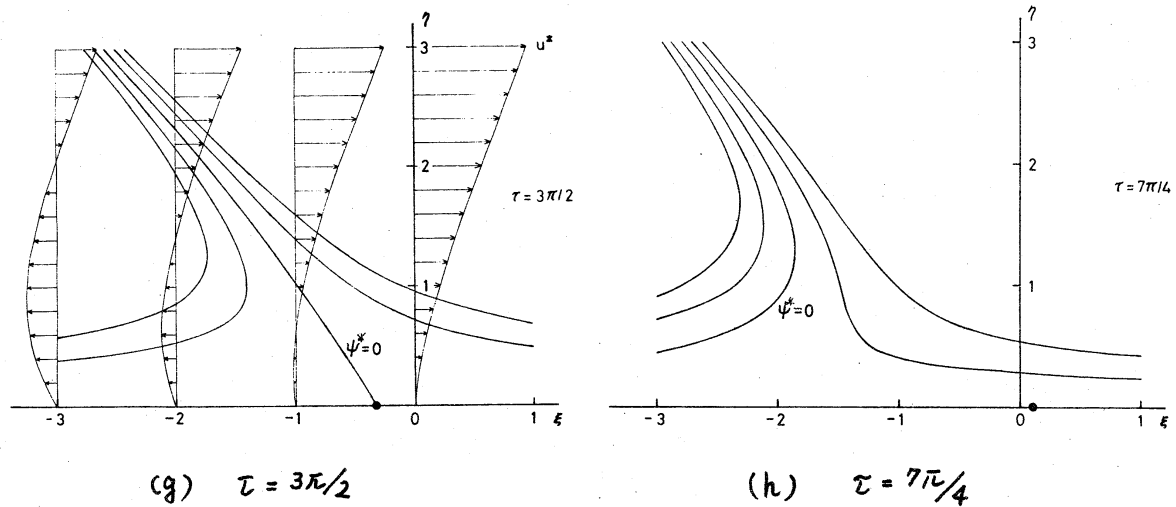 η
3
u*
2
τ = 3π/2
1
ψ*=0
-3
-2
-1
0
1
ξ
(g) τ = 3π/2
η
3
2
τ = 7π/4
1
ψ*=0
-3
-2
-1
0
1
ξ
(h) τ = 7π/4